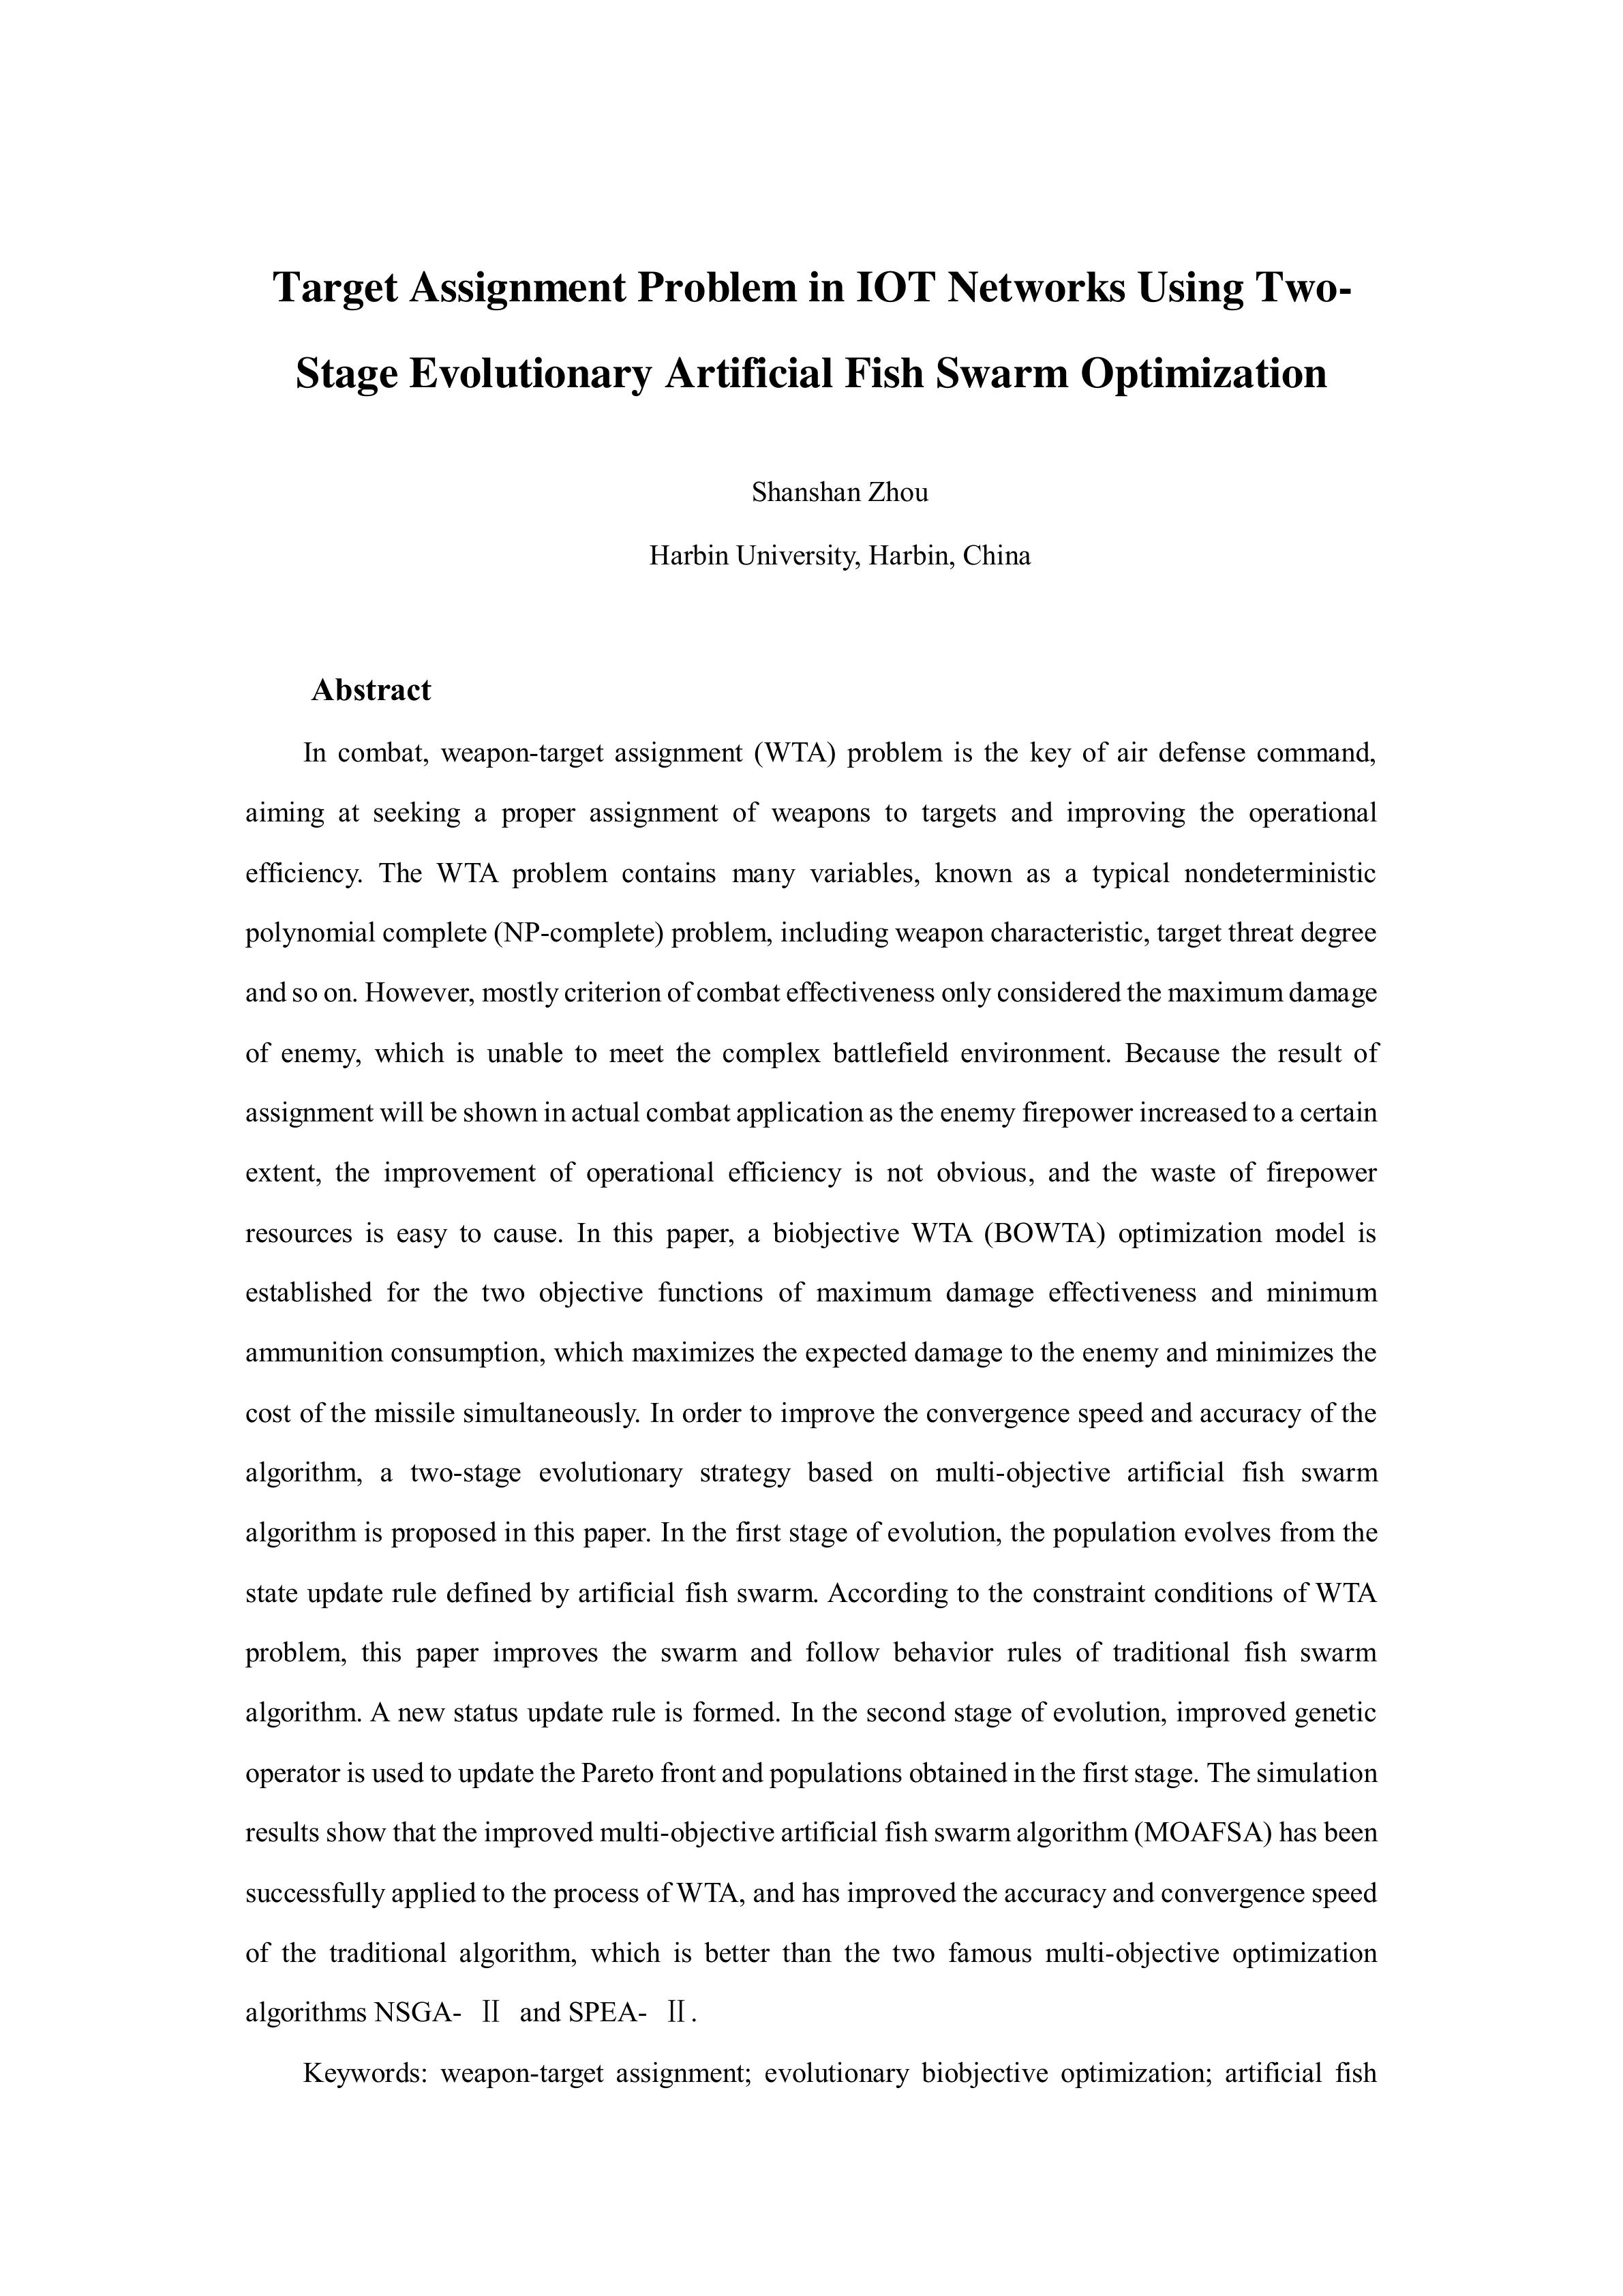 Target Assignment Problem in IOT Networks Using Two-
Stage Evolutionary Artificial Fish Swarm Optimization
Shanshan Zhou
Harbin University, Harbin, China
Abstract
In combat, weapon-target assignment (WTA) problem is the key of air defense command,
aiming at seeking a proper assignment of weapons to targets and improving the operational
efficiency. The WTA problem contains many variables, known as a typical nondeterministic
polynomial complete (NP-complete) problem, including weapon characteristic, target threat degree
and so on. However, mostly criterion of combat effectiveness only considered the maximum damage
of enemy, which is unable to meet the complex battlefield environment. Because the result of
assignment will be shown in actual combat application as the enemy firepower increased to a certain
extent, the improvement of operational efficiency is not obvious, and the waste of firepower
resources is easy to cause. In this paper, a biobjective WTA (BOWTA) optimization model is
established for the two objective functions of maximum damage effectiveness and minimum
ammunition consumption, which maximizes the expected damage to the enemy and minimizes the
cost of the missile simultaneously. In order to improve the convergence speed and accuracy of the
algorithm, a two-stage evolutionary strategy based on multi-objective artificial fish swarm
algorithm is proposed in this paper. In the first stage of evolution, the population evolves from the
state update rule defined by artificial fish swarm. According to the constraint conditions of WTA
problem, this paper improves the swarm and follow behavior rules of traditional fish swarm
algorithm. A new status update rule is formed. In the second stage of evolution, improved genetic
operator is used to update the Pareto front and populations obtained in the first stage. The simulation
results show that the improved multi-objective artificial fish swarm algorithm (MOAFSA) has been
successfully applied to the process of WTA, and has improved the accuracy and convergence speed
of the traditional algorithm, which is better than the two famous multi-objective optimization
algorithms NSGA- Ⅱ and SPEA- Ⅱ.
Keywords: weapon-target assignment; evolutionary biobjective optimization; artificial fish